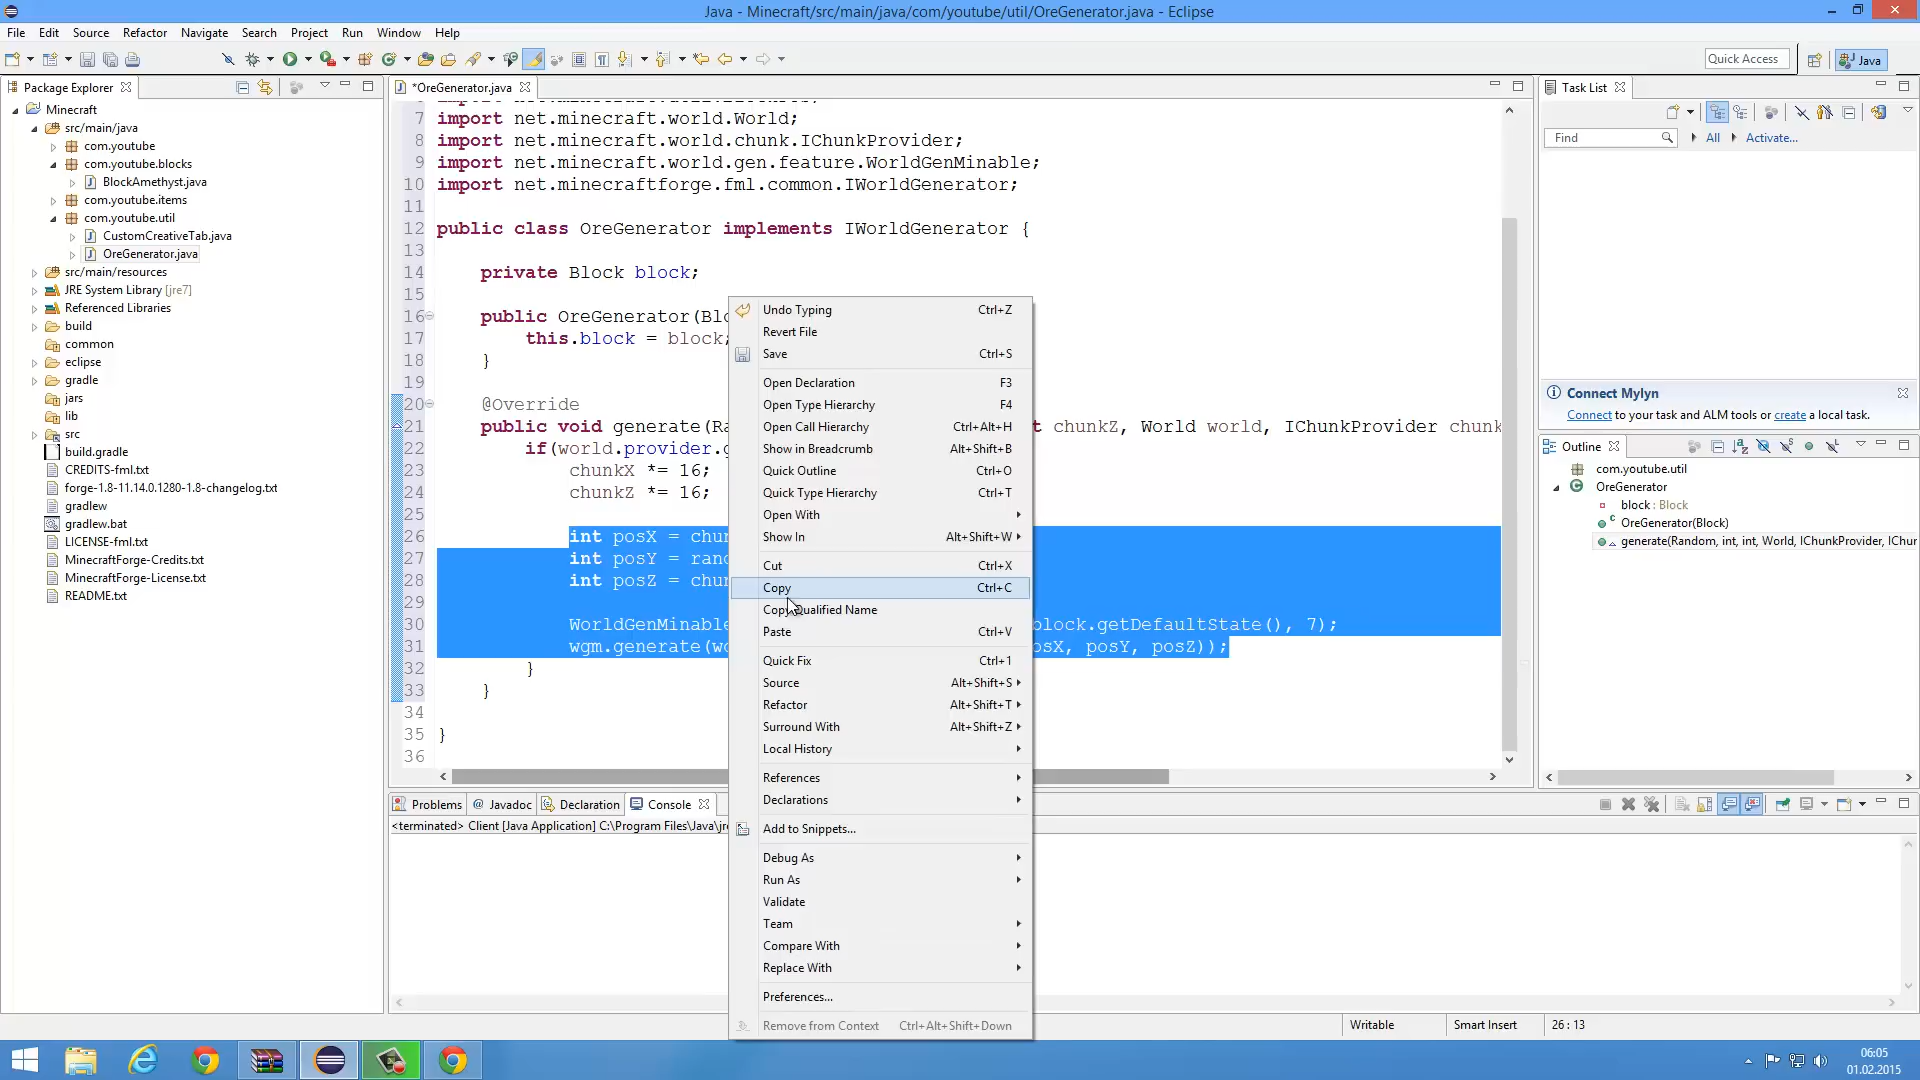 Java - Minecraft/src/main/java/com/youtube/util/OreGenerator.java - Eclipse
File Edit Source Refactor Navigate Search Project Run Window Help
Quick Access
Java
Package Explorer
Minecraft
src/main/java
com.youtube
com.youtube.blocks
BlockAmethyst.java
com.youtube.items
com.youtube.util
CustomCreativeTab.java
OreGenerator.java
src/main/resources
JRE System Library [jre7]
Referenced Libraries
build
common
eclipse
gradle
jars
lib
src
build.gradle
CREDITS-fml.txt
forge-1.8-11.14.0.1280-1.8-changelog.txt
gradlew
gradlew.bat
LICENSE-fml.txt
MinecraftForge-Credits.txt
MinecraftForge-License.txt
README.txt
*OreGenerator.java
7 import net.minecraft.world.World;
8 import net.minecraft.world.chunk.IChunkProvider;
9 import net.minecraft.world.gen.feature.WorldGenMinable;
10 import net.minecraftforge.fml.common.IWorldGenerator;
11
12 public class OreGenerator implements IWorldGenerator {
13
14 private Block block;
15
16 public OreGenerator(Blo
17 this.block = block;
18 }
19
20 @Override
21 public void generate(Ra t chunkZ, World world, IChunkProvider chunk
22 if(world.provider.g
23 chunkX *= 16;
24 chunkZ *= 16;
25
26 int posX = chun
27 int posY = rand
28 int posZ = chun
29
30 WorldGenMinable block.getDefaultState(), 7);
31 wgm.generate(wo osX, posY, posZ));
32 }
33 }
34
35 }
36
Undo Typing Ctrl+Z
Revert File
Save Ctrl+S
Open Declaration F3
Open Type Hierarchy F4
Open Call Hierarchy Ctrl+Alt+H
Show in Breadcrumb Alt+Shift+B
Quick Outline Ctrl+O
Quick Type Hierarchy Ctrl+T
Open With
Show In Alt+Shift+W
Cut Ctrl+X
Copy Ctrl+C
Copy Qualified Name
Paste Ctrl+V
Quick Fix Ctrl+1
Source Alt+Shift+S
Refactor Alt+Shift+T
Surround With Alt+Shift+Z
Local History
References
Declarations
Add to Snippets...
Debug As
Run As
Validate
Team
Compare With
Replace With
Preferences...
Remove from Context Ctrl+Alt+Shift+Down
Problems @ Javadoc Declaration Console
<terminated> Client [Java Application] C:\Program Files\Java\jre
Task List
Find All Activate...
Connect Mylyn
Connect to your task and ALM tools or create a local task.
Outline
com.youtube.util
OreGenerator
block : Block
OreGenerator(Block)
generate(Random, int, int, World, IChunkProvider, IChur
Writable Smart Insert 26 : 13
06:05
01.02.2015